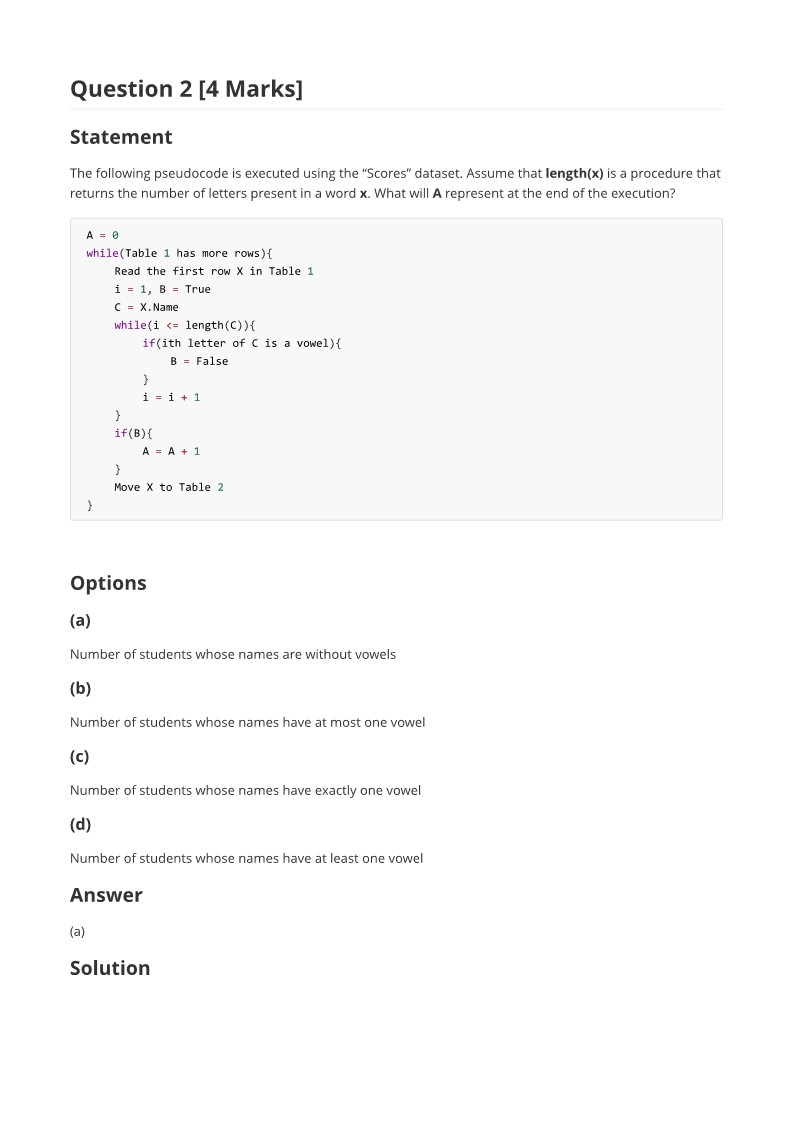 Question 2 [4 Marks]
Statement
The following pseudocode is executed using the “Scores” dataset. Assume that length(x) is a procedure that
returns the number of letters present in a word x. What will A represent at the end of the execution?
A = 0
while(Table 1 has more rows){
    Read the first row X in Table 1
    i = 1, B = True
    C = X.Name
    while(i <= length(C)){
        if(ith letter of C is a vowel){
            B = False
        }
        i = i + 1
    }
    if(B){
        A = A + 1
    }
    Move X to Table 2
}
Options
(a)
Number of students whose names are without vowels
(b)
Number of students whose names have at most one vowel
(c)
Number of students whose names have exactly one vowel
(d)
Number of students whose names have at least one vowel
Answer
(a)
Solution